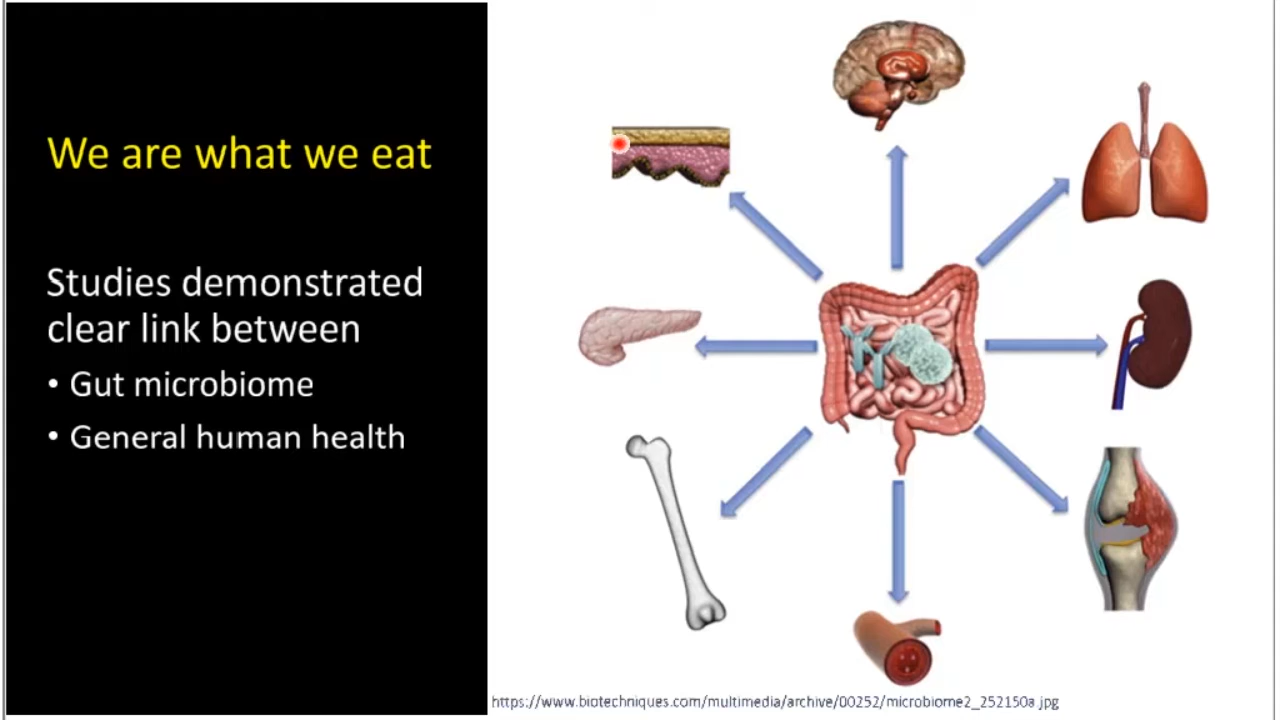 We are what we eat
Studies demonstrated
clear link between
• Gut microbiome
• General human health
https://www.biotechniques.com/multimedia/archive/00252/microbiome2_252150a.jpg